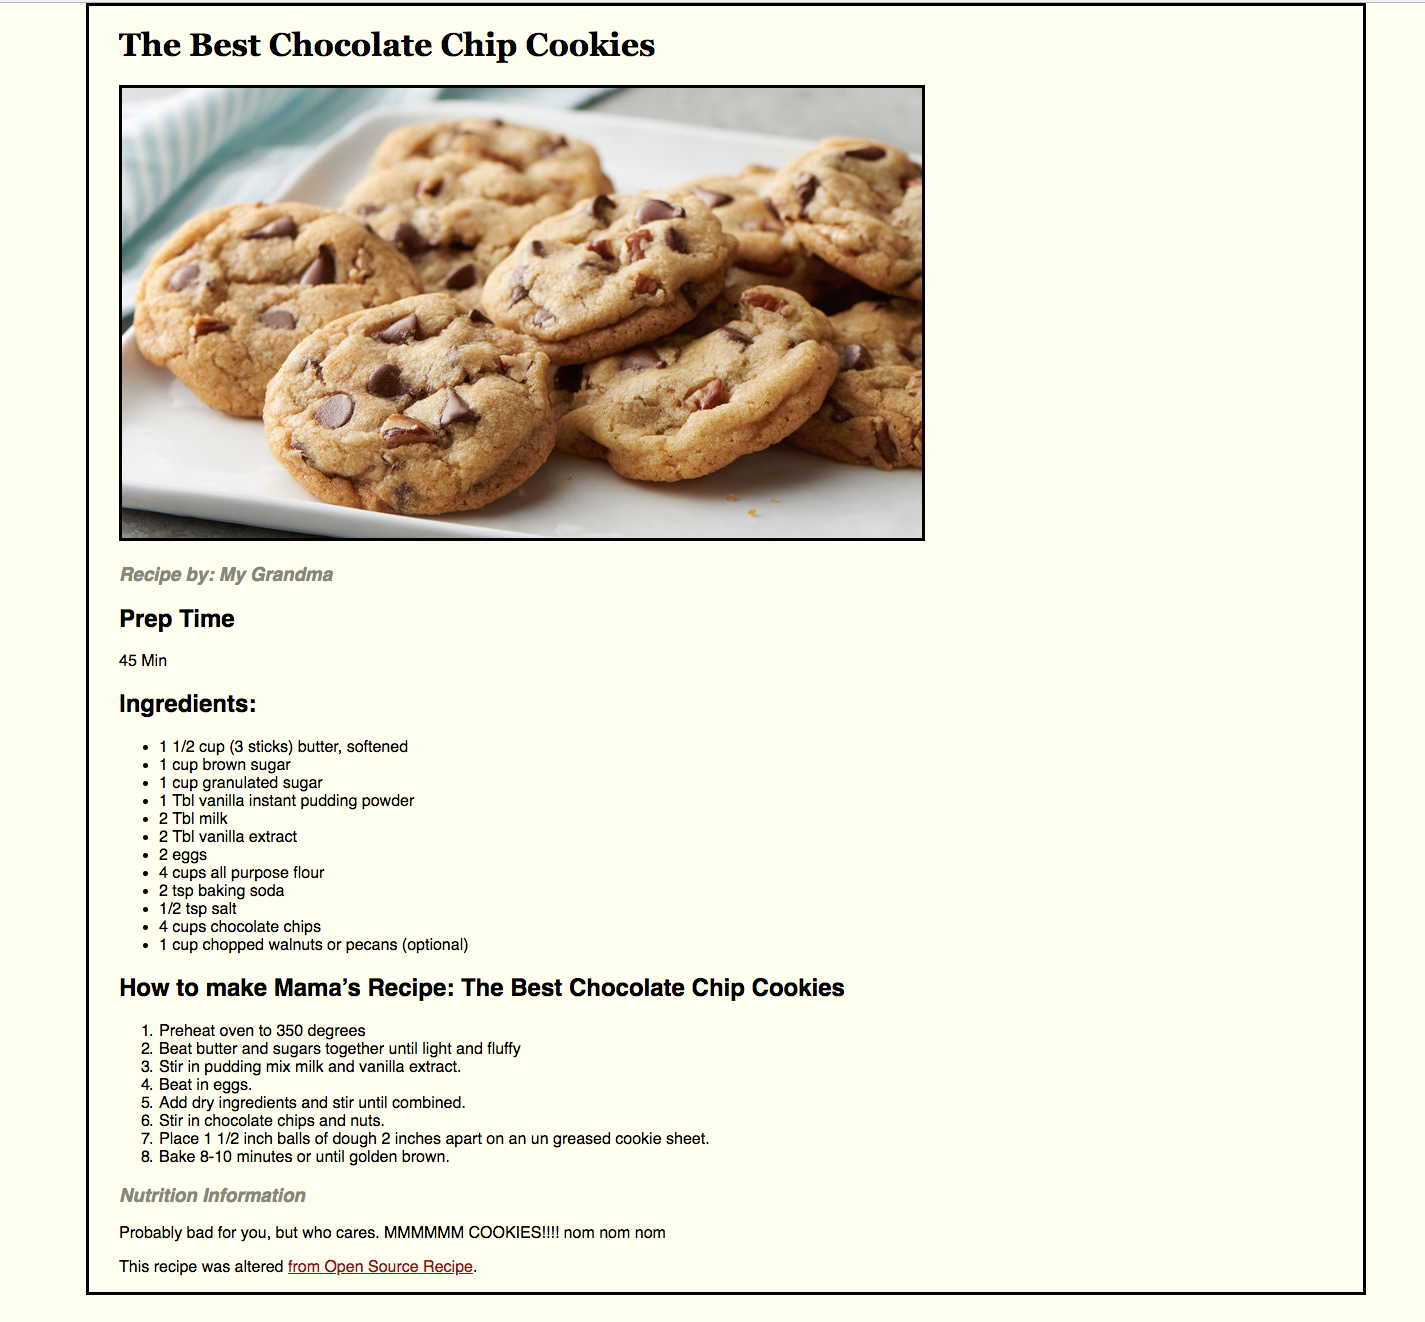 The Best Chocolate Chip Cookies
Recipe by: My Grandma
Prep Time
45 Min
Ingredients:
• 1 1/2 cup (3 sticks) butter, softened
• 1 cup brown sugar
• 1 cup granulated sugar
• 1 Tbl vanilla instant pudding powder
• 2 Tbl milk
• 2 Tbl vanilla extract
• 2 eggs
• 4 cups all purpose flour
• 2 tsp baking soda
• 1/2 tsp salt
• 4 cups chocolate chips
• 1 cup chopped walnuts or pecans (optional)
How to make Mama’s Recipe: The Best Chocolate Chip Cookies
1. Preheat oven to 350 degrees
2. Beat butter and sugars together until light and fluffy
3. Stir in pudding mix milk and vanilla extract.
4. Beat in eggs.
5. Add dry ingredients and stir until combined.
6. Stir in chocolate chips and nuts.
7. Place 1 1/2 inch balls of dough 2 inches apart on an un greased cookie sheet.
8. Bake 8-10 minutes or until golden brown.
Nutrition Information
Probably bad for you, but who cares. MMMMMM COOKIES!!!! nom nom nom
This recipe was altered from Open Source Recipe.